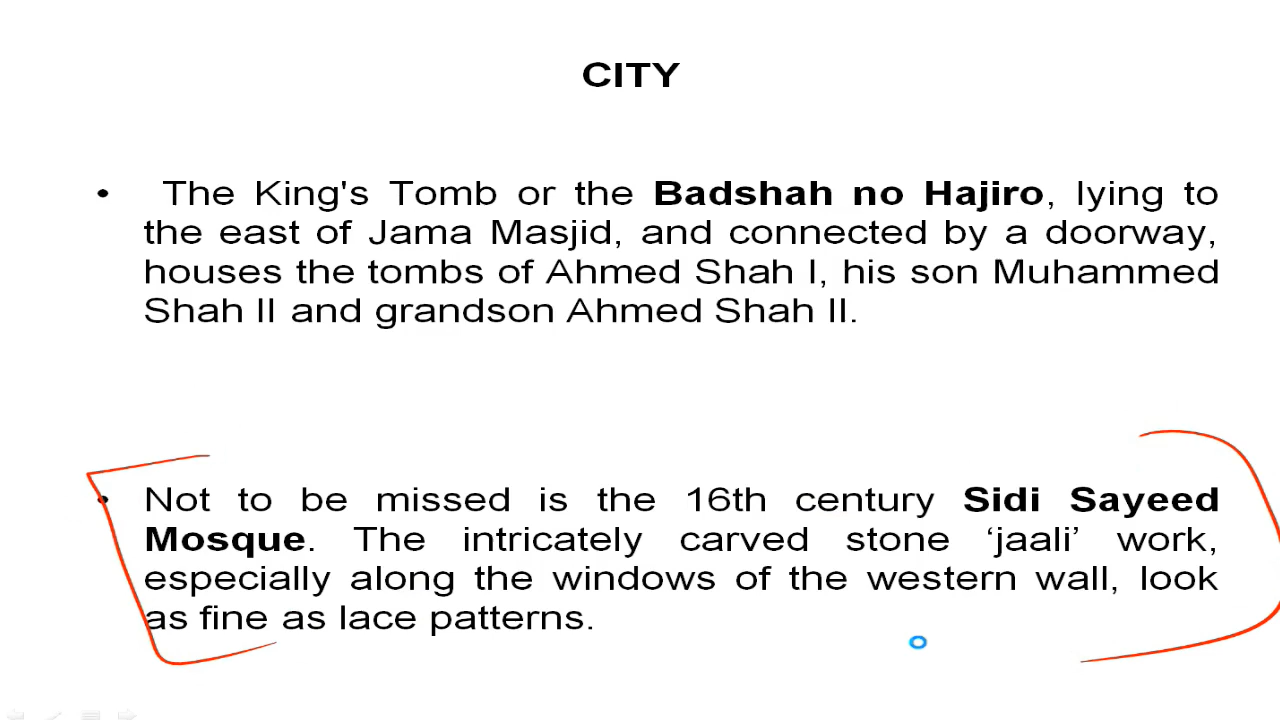 CITY
• The King's Tomb or the Badshah no Hajiro, lying to
the east of Jama Masjid, and connected by a doorway,
houses the tombs of Ahmed Shah I, his son Muhammed
Shah II and grandson Ahmed Shah II.
• Not to be missed is the 16th century Sidi Sayeed
Mosque. The intricately carved stone ‘jaali’ work,
especially along the windows of the western wall, look
as fine as lace patterns.